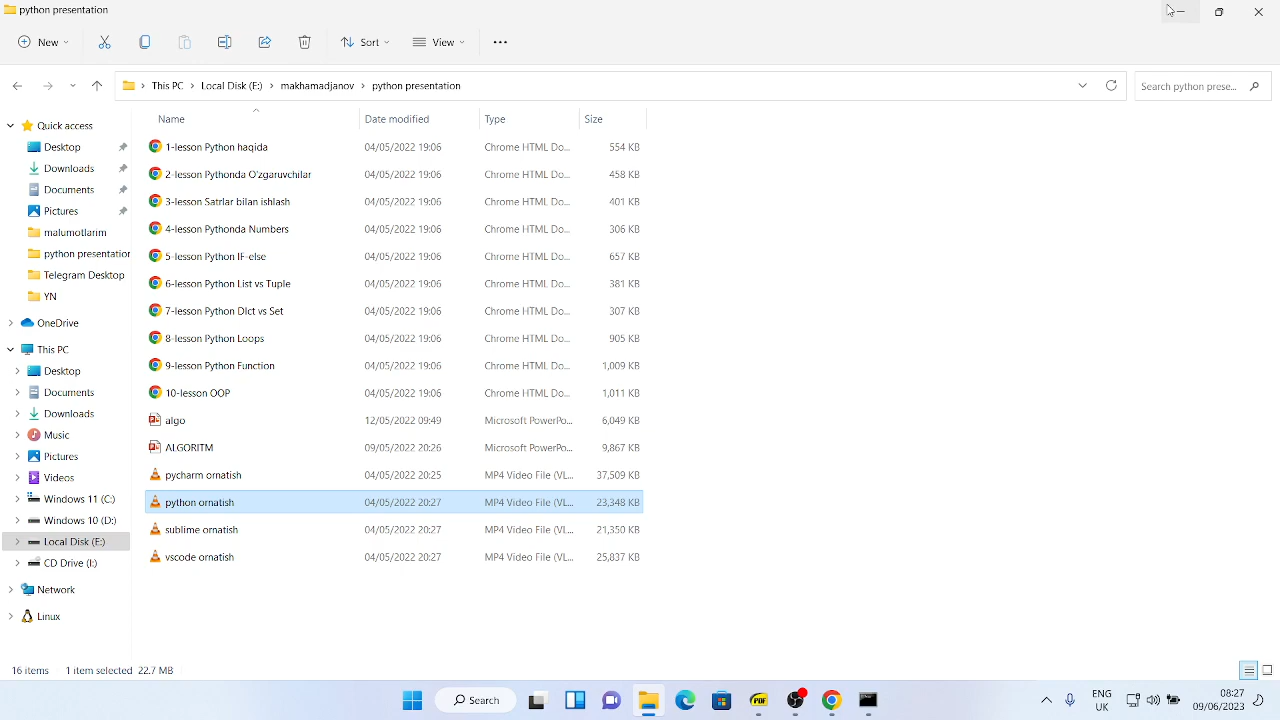 python presentation
New
Sort
View
This PC > Local Disk (E:) > makhamadjanov > python presentation
Search python prese...
Name Date modified Type Size
Quick access
Desktop
Downloads
Documents
Pictures
malumotlarim
python presentation
Telegram Desktop
YN
OneDrive
This PC
Desktop
Documents
Downloads
Music
Pictures
Videos
Windows 11 (C:)
Windows 10 (D:)
Local Disk (E:)
CD Drive (I:)
Network
Linux
1-lesson Python haqida 04/05/2022 19:06 Chrome HTML Do... 554 KB
2-lesson Pythonda O'zgaruvchilar 04/05/2022 19:06 Chrome HTML Do... 458 KB
3-lesson Satrlar bilan ishlash 04/05/2022 19:06 Chrome HTML Do... 401 KB
4-lesson Pythonda Numbers 04/05/2022 19:06 Chrome HTML Do... 306 KB
5-lesson Python IF-else 04/05/2022 19:06 Chrome HTML Do... 657 KB
6-lesson Python List vs Tuple 04/05/2022 19:06 Chrome HTML Do... 381 KB
7-lesson Python DIct vs Set 04/05/2022 19:06 Chrome HTML Do... 307 KB
8-lesson Python Loops 04/05/2022 19:06 Chrome HTML Do... 905 KB
9-lesson Python Function 04/05/2022 19:06 Chrome HTML Do... 1,009 KB
10-lesson OOP 04/05/2022 19:06 Chrome HTML Do... 1,011 KB
algo 12/05/2022 09:49 Microsoft PowerPo... 6,049 KB
ALGORITM 09/05/2022 20:26 Microsoft PowerPo... 9,867 KB
pycharm ornatish 04/05/2022 20:25 MP4 Video File (VL... 37,509 KB
python ornatish 04/05/2022 20:27 MP4 Video File (VL... 23,348 KB
sublime ornatish 04/05/2022 20:27 MP4 Video File (VL... 21,350 KB
vscode ornatish 04/05/2022 20:27 MP4 Video File (VL... 25,837 KB
16 items 1 item selected 22.7 MB
Search
PDF
ENG
UK
08:27
09/06/2023